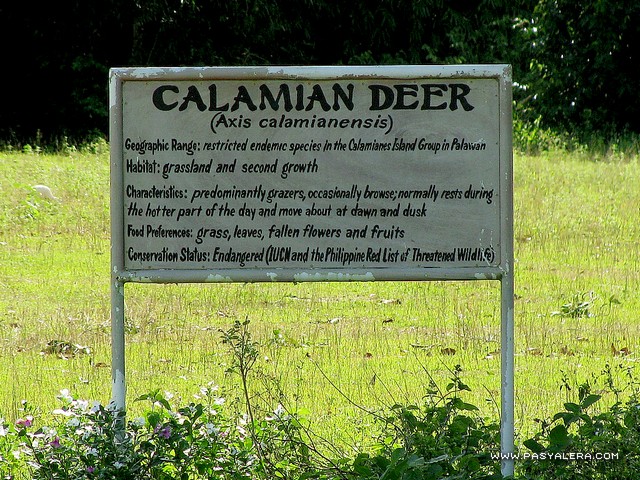 CALAMIAN DEER
(Axis calamianensis)
Geographic Range: restricted endemic species in the Calamianes Island Group in Palawan
Habitat: grassland and second growth
Characteristics: predominantly grazers, occasionally browse; normally rests during
the hotter part of the day and move about at dawn and dusk
Food Preferences: grass, leaves, fallen flowers and fruits
Conservation Status: Endangered (IUCN and the Philippine Red List of Threatened Wildlife)
WWW.PASYALERA.COM